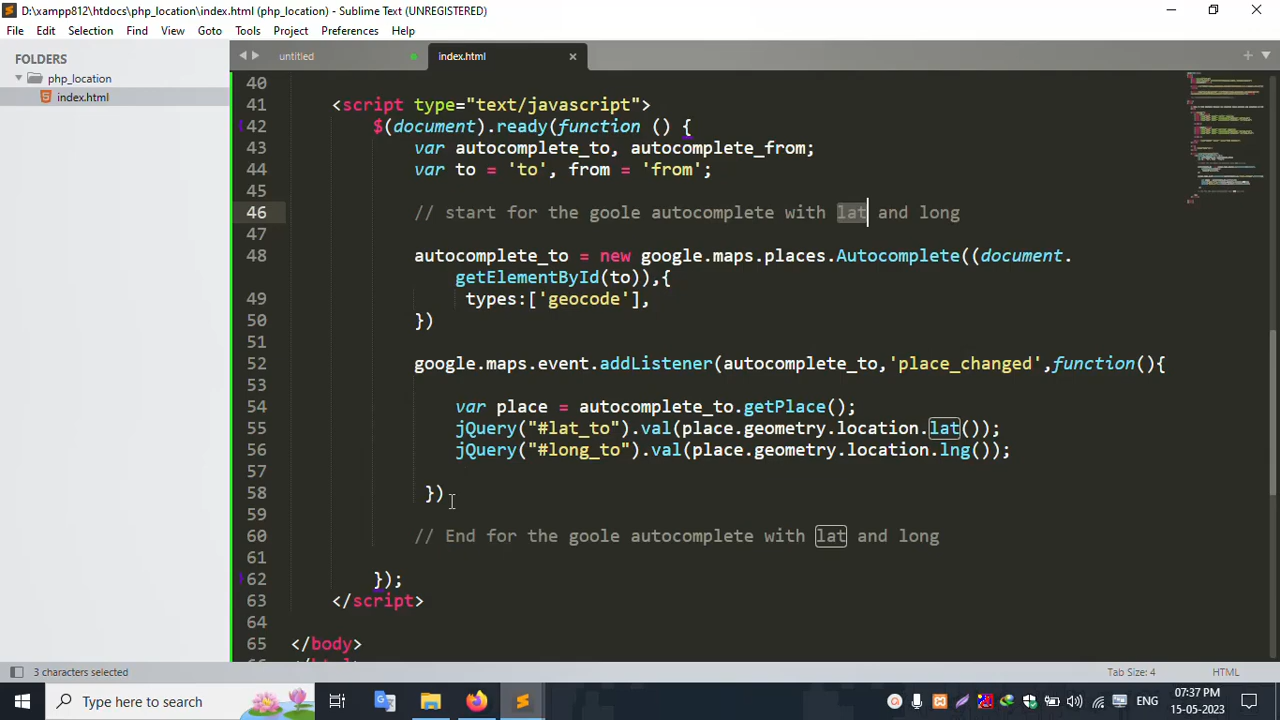 D:\xampp812\htdocs\php_location\index.html (php_location) - Sublime Text (UNREGISTERED)
File Edit Selection Find View Goto Tools Project Preferences Help
FOLDERS
php_location
index.html
untitled
index.html
40
41 <script type="text/javascript">
42 $(document).ready(function () {
43 var autocomplete_to, autocomplete_from;
44 var to = 'to', from = 'from';
45
46 // start for the goole autocomplete with lat and long
47
48 autocomplete_to = new google.maps.places.Autocomplete((document.
getElementById(to)),{
49 types:['geocode'],
50 })
51
52 google.maps.event.addListener(autocomplete_to,'place_changed',function(){
53
54 var place = autocomplete_to.getPlace();
55 jQuery("#lat_to").val(place.geometry.location.lat());
56 jQuery("#long_to").val(place.geometry.location.lng());
57
58 })
59
60 // End for the goole autocomplete with lat and long
61
62 });
63 </script>
64
65 </body>
3 characters selected
Tab Size: 4
HTML
Type here to search
ENG
07:37 PM
15-05-2023